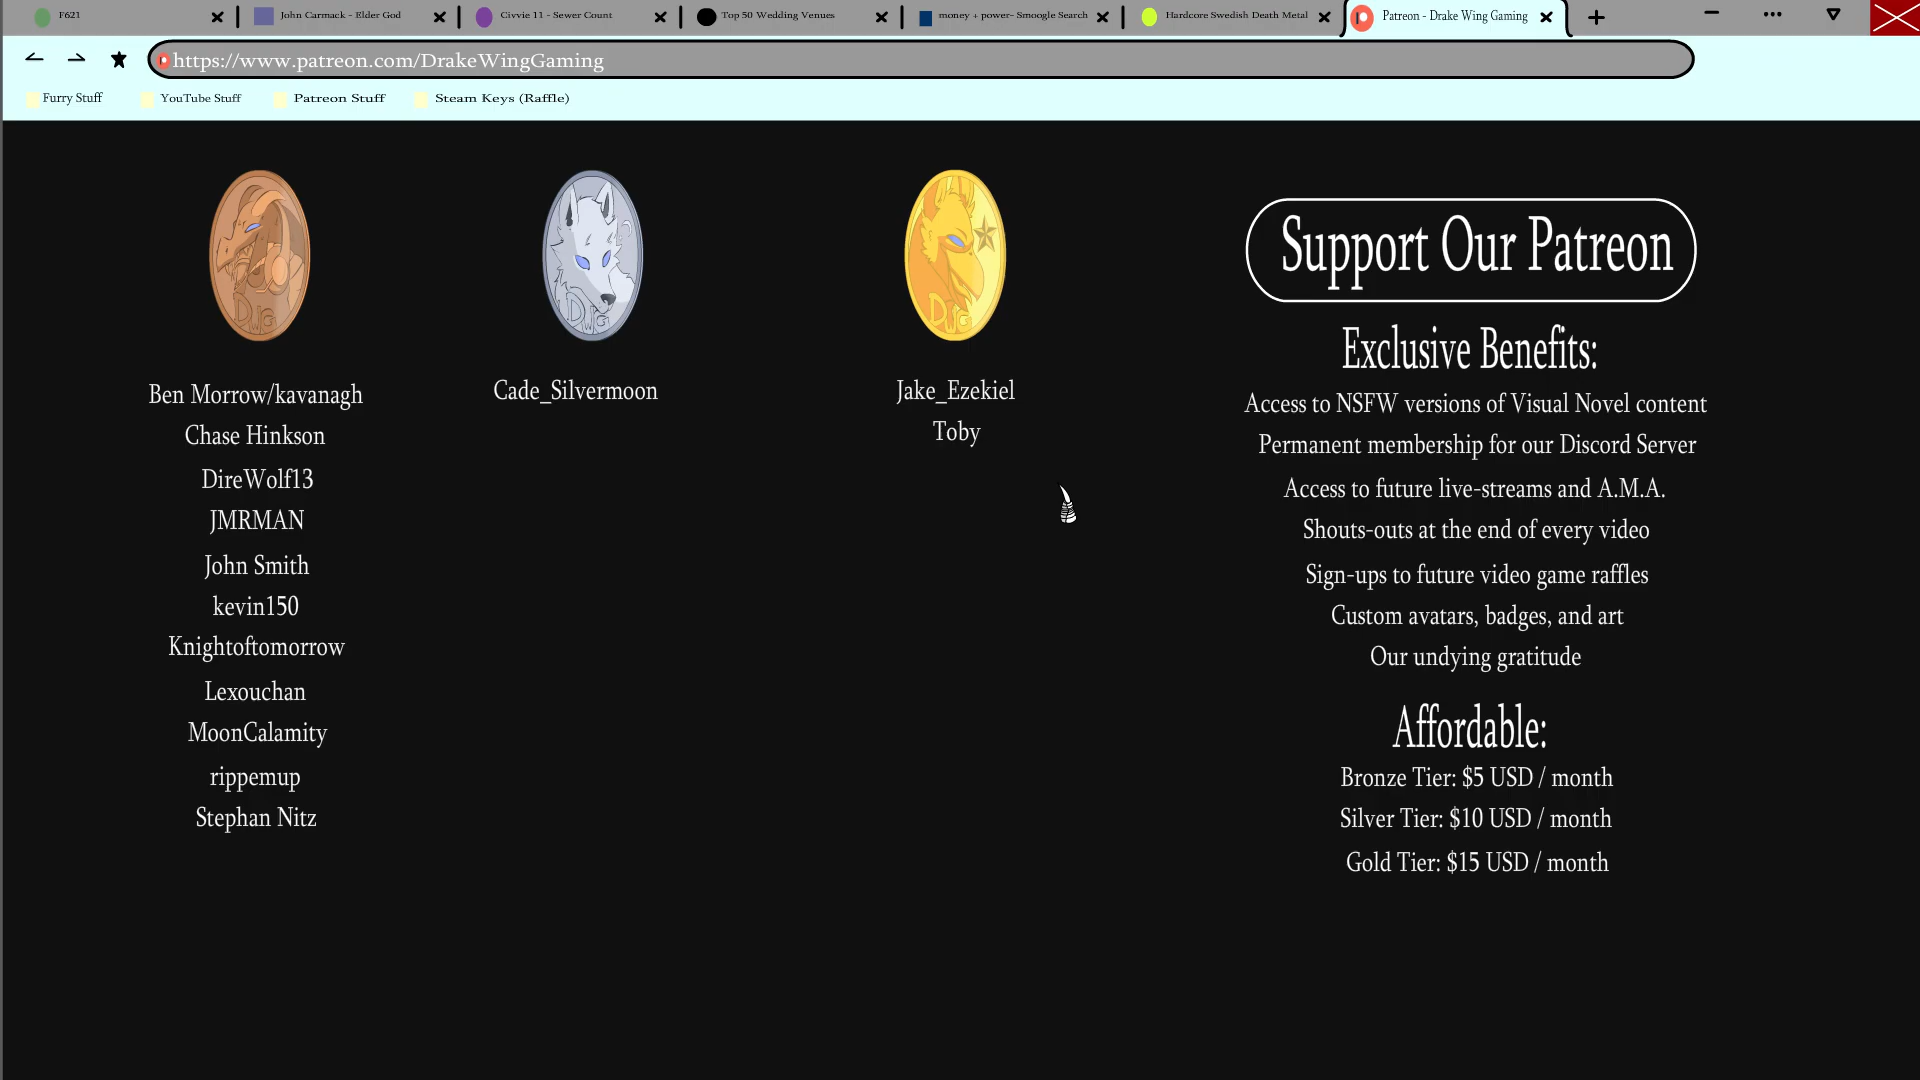 F621
John Carmack - Elder God
Civvie 11 - Sewer Count
Top 50 Wedding Venues
money + power- Smoogle Search
Hardcore Swedish Death Metal
Patreon - Drake Wing Gaming
https://www.patreon.com/DrakeWingGaming
Furry Stuff
YouTube Stuff
Patreon Stuff
Steam Keys (Raffle)
DWG
DWG
DWG
Ben Morrow/kavanagh
Chase Hinkson
DireWolf13
JMRMAN
John Smith
kevin150
Knightoftomorrow
Lexouchan
MoonCalamity
rippemup
Stephan Nitz
Cade_Silvermoon
Jake_Ezekiel
Toby
Support Our Patreon
Exclusive Benefits:
Access to NSFW versions of Visual Novel content
Permanent membership for our Discord Server
Access to future live-streams and A.M.A.
Shouts-outs at the end of every video
Sign-ups to future video game raffles
Custom avatars, badges, and art
Our undying gratitude
Affordable:
Bronze Tier: $5 USD / month
Silver Tier: $10 USD / month
Gold Tier: $15 USD / month